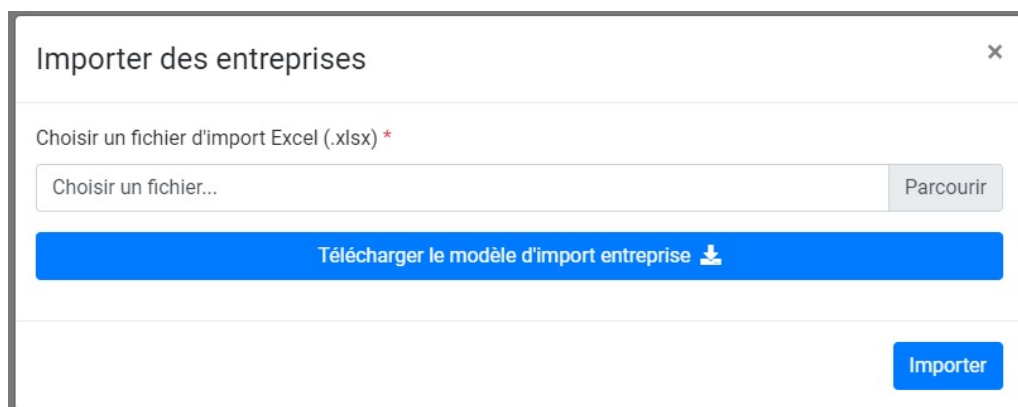 Importer des entreprises ×
Choisir un fichier d'import Excel (.xlsx) *
Choisir un fichier... Parcourir
Télécharger le modèle d'import entreprise
Importer